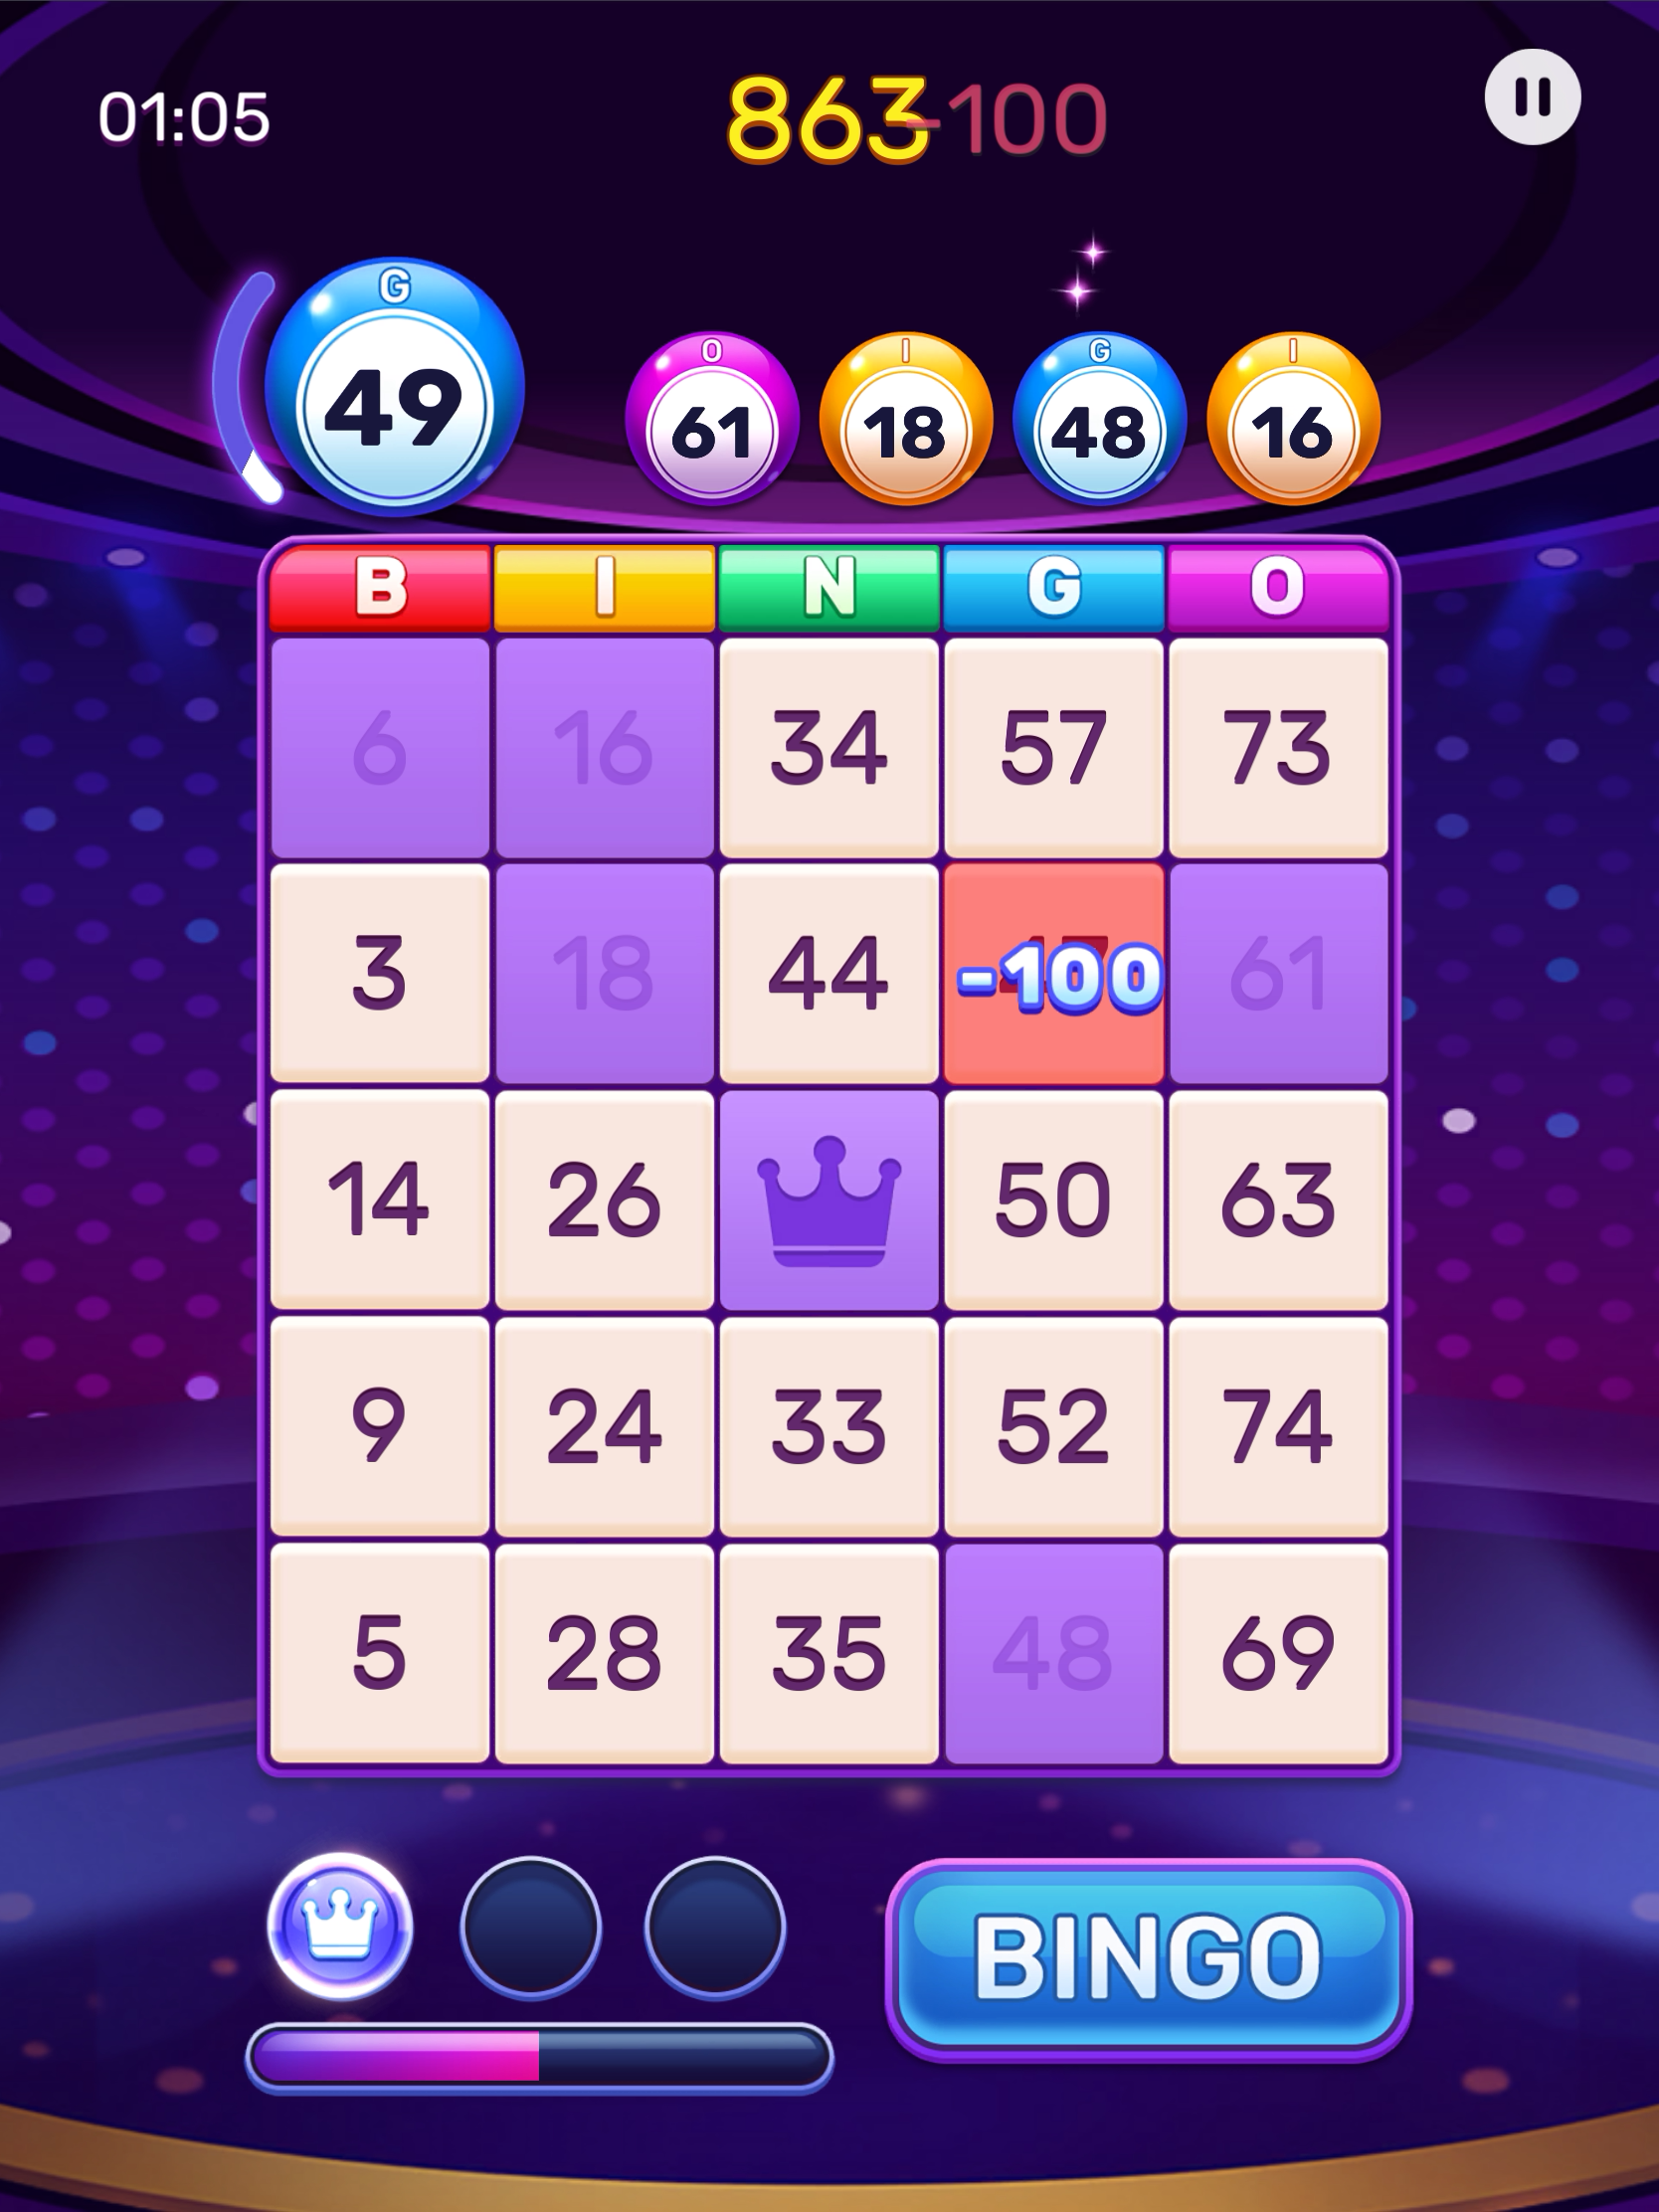 01:05 863 -100
G O I G I
49 61 18 48 16
B I N G O
6 16 34 57 73
3 18 44 -100 61
14 26 50 63
9 24 33 52 74
5 28 35 48 69
BINGO